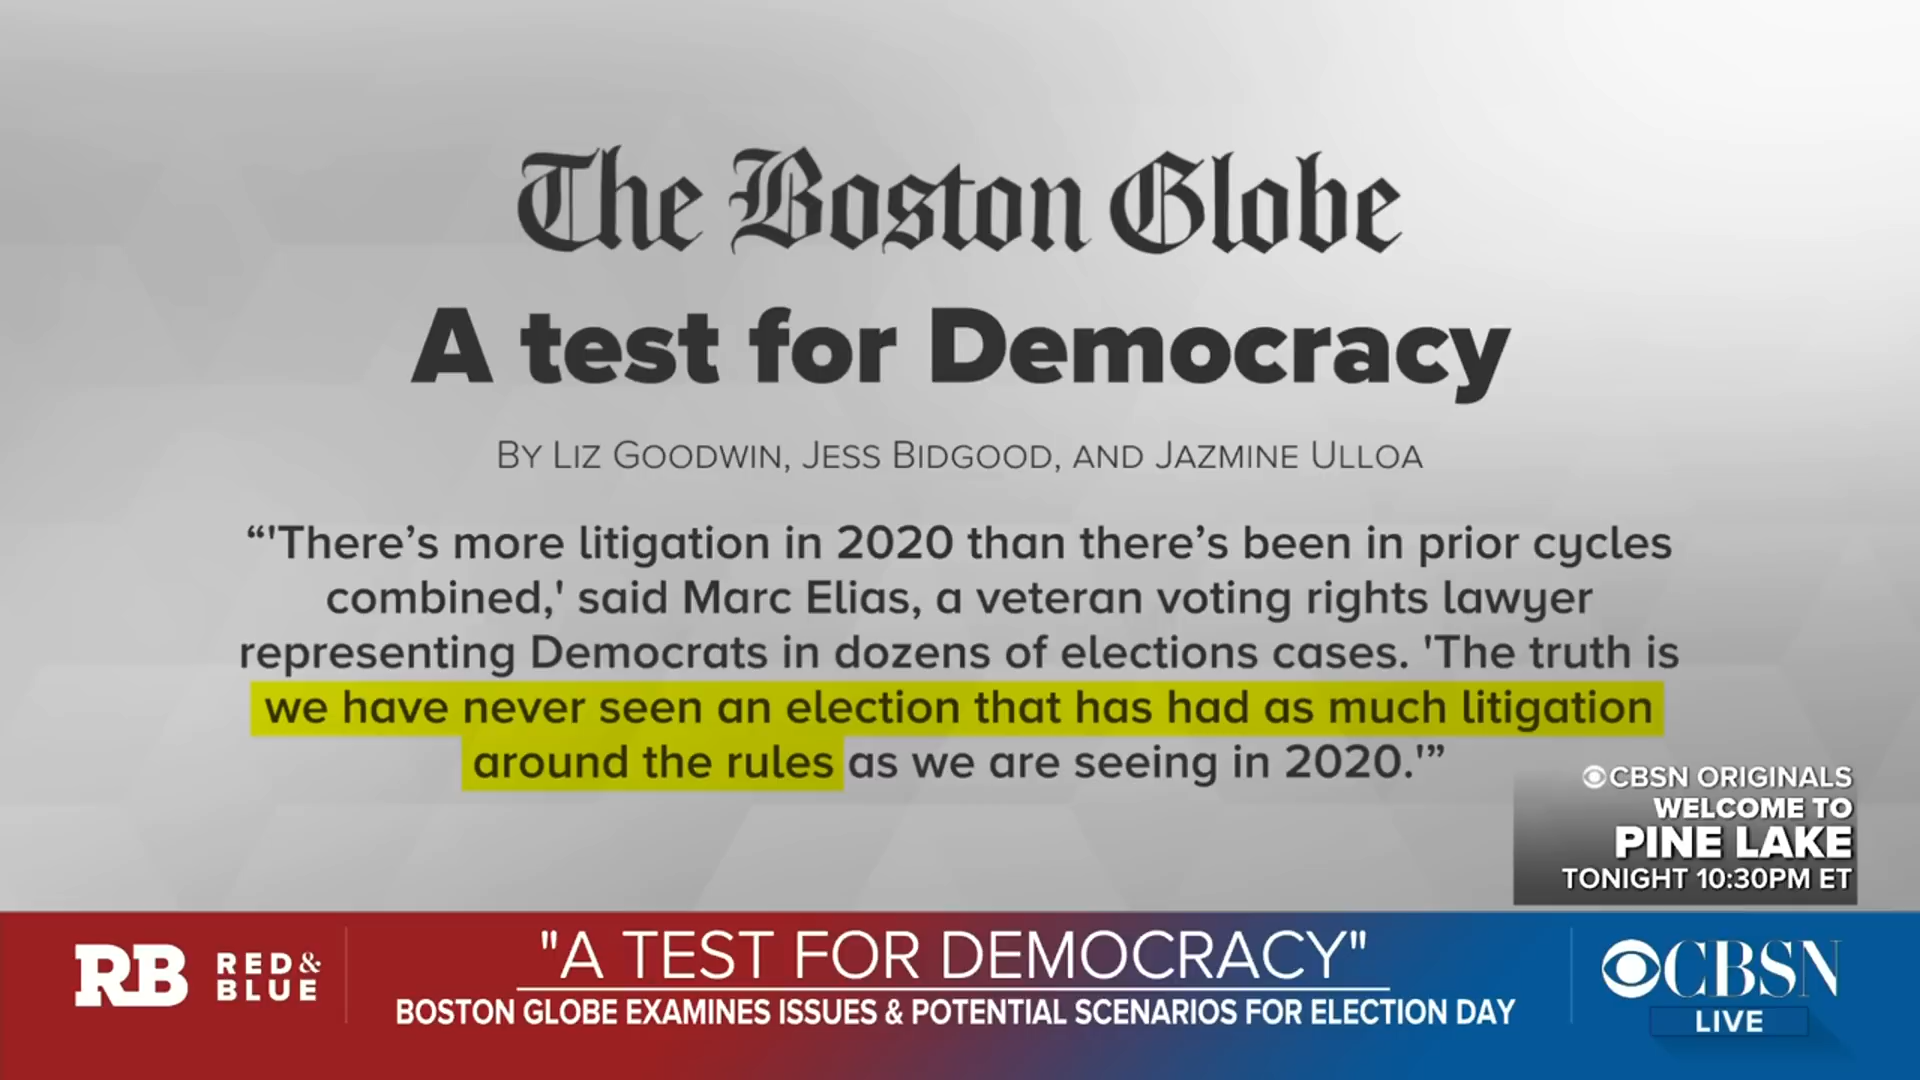 The Boston Globe
A test for Democracy
BY LIZ GOODWIN, JESS BIDGOOD, AND JAZMINE ULLOA
“'There’s more litigation in 2020 than there’s been in prior cycles
combined,' said Marc Elias, a veteran voting rights lawyer
representing Democrats in dozens of elections cases. 'The truth is
we have never seen an election that has had as much litigation
around the rules as we are seeing in 2020.'”
CBSN ORIGINALS
WELCOME TO
PINE LAKE
TONIGHT 10:30PM ET
RB RED&
BLUE
"A TEST FOR DEMOCRACY"
BOSTON GLOBE EXAMINES ISSUES & POTENTIAL SCENARIOS FOR ELECTION DAY
CBSN
LIVE